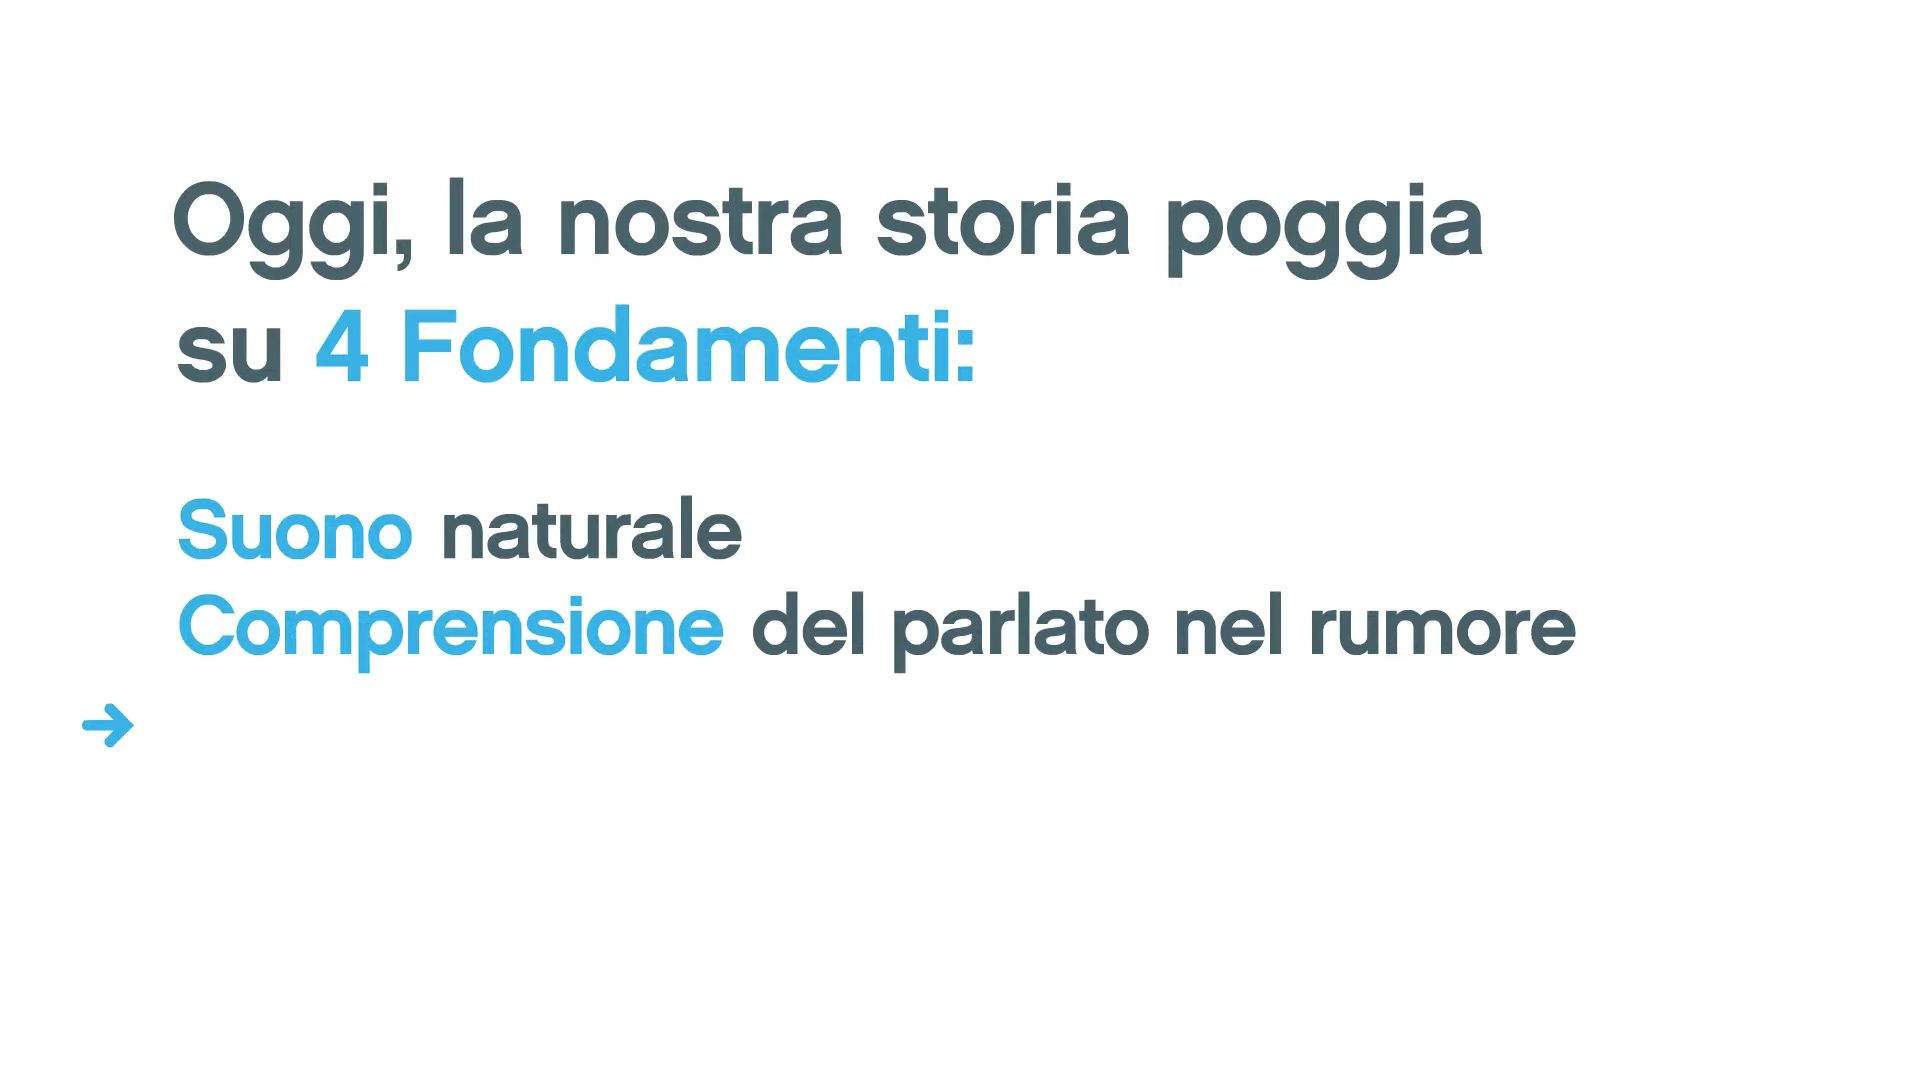 Oggi, la nostra storia poggia
su 4 Fondamenti:
Suono naturale
Comprensione del parlato nel rumore